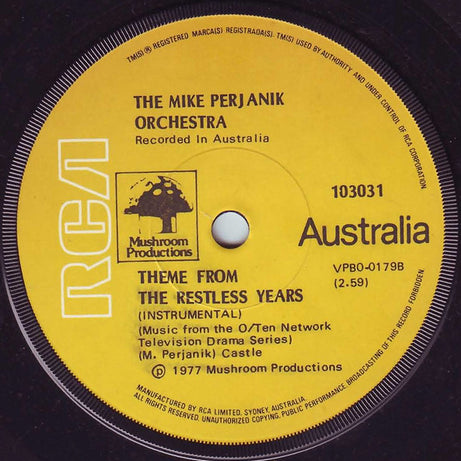 TM(S)® REGISTERED MARCA(S) REGISTRADA(S). TM(S) USED BY AUTHORITY AND UNDER CONTROL OF RCA CORPORATION
THE MIKE PERJANIK
ORCHESTRA
Recorded In Australia
RCA
103031
Mushroom
Productions
Australia
VPBO-0179B
(2.59)
THEME FROM
THE RESTLESS YEARS
(INSTRUMENTAL)
(Music from the O/Ten Network
Television Drama Series)
(M. Perjanik) Castle
℗ 1977 Mushroom Productions
MANUFACTURED BY RCA LIMITED, SYDNEY, AUSTRALIA.
ALL RIGHTS RESERVED. UNAUTHORIZED COPYING, PUBLIC PERFORMANCE, BROADCASTING OF THIS RECORD FORBIDDEN.